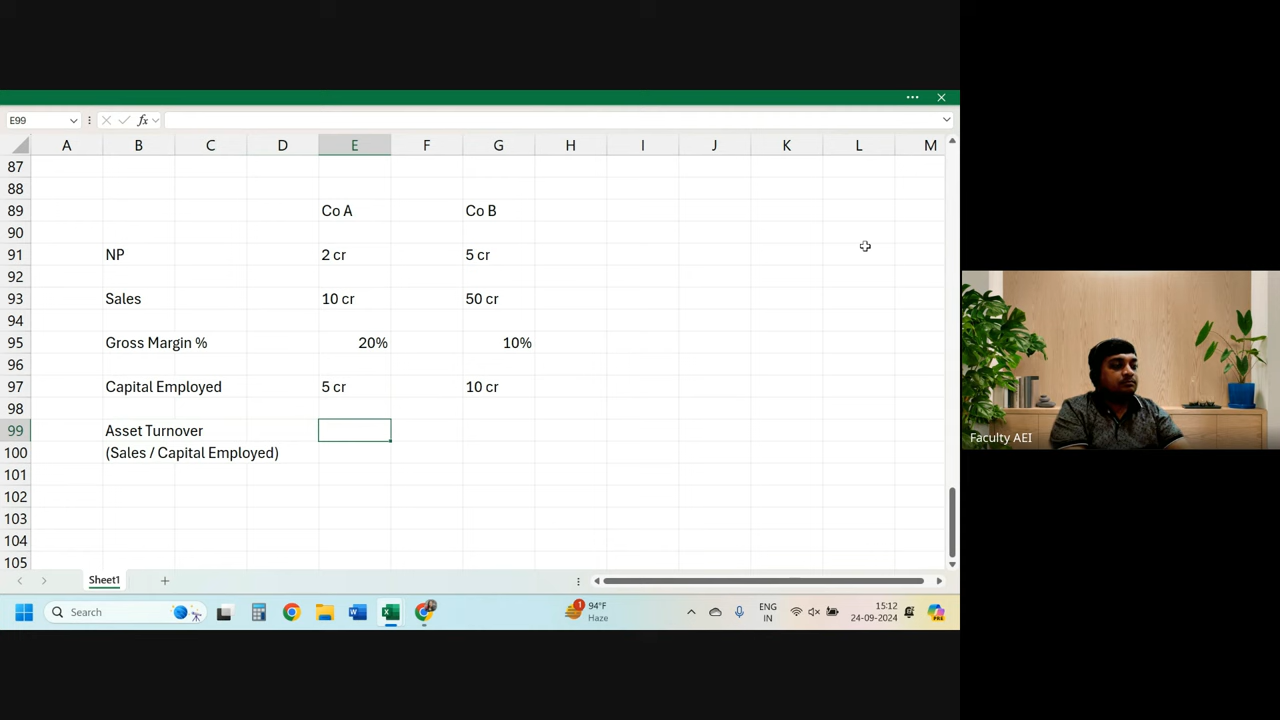 E99
fx
A B C D E F G H I J K L M
87
88
89 Co A Co B
90
91 NP 2 cr 5 cr
92
93 Sales 10 cr 50 cr
94
95 Gross Margin % 20% 10%
96
97 Capital Employed 5 cr 10 cr
98
99 Asset Turnover
100 (Sales / Capital Employed)
101
102
103
104
105
Faculty AEI
Sheet1
Search
1
94°F
Haze
ENG
IN
15:12
24-09-2024
PRE